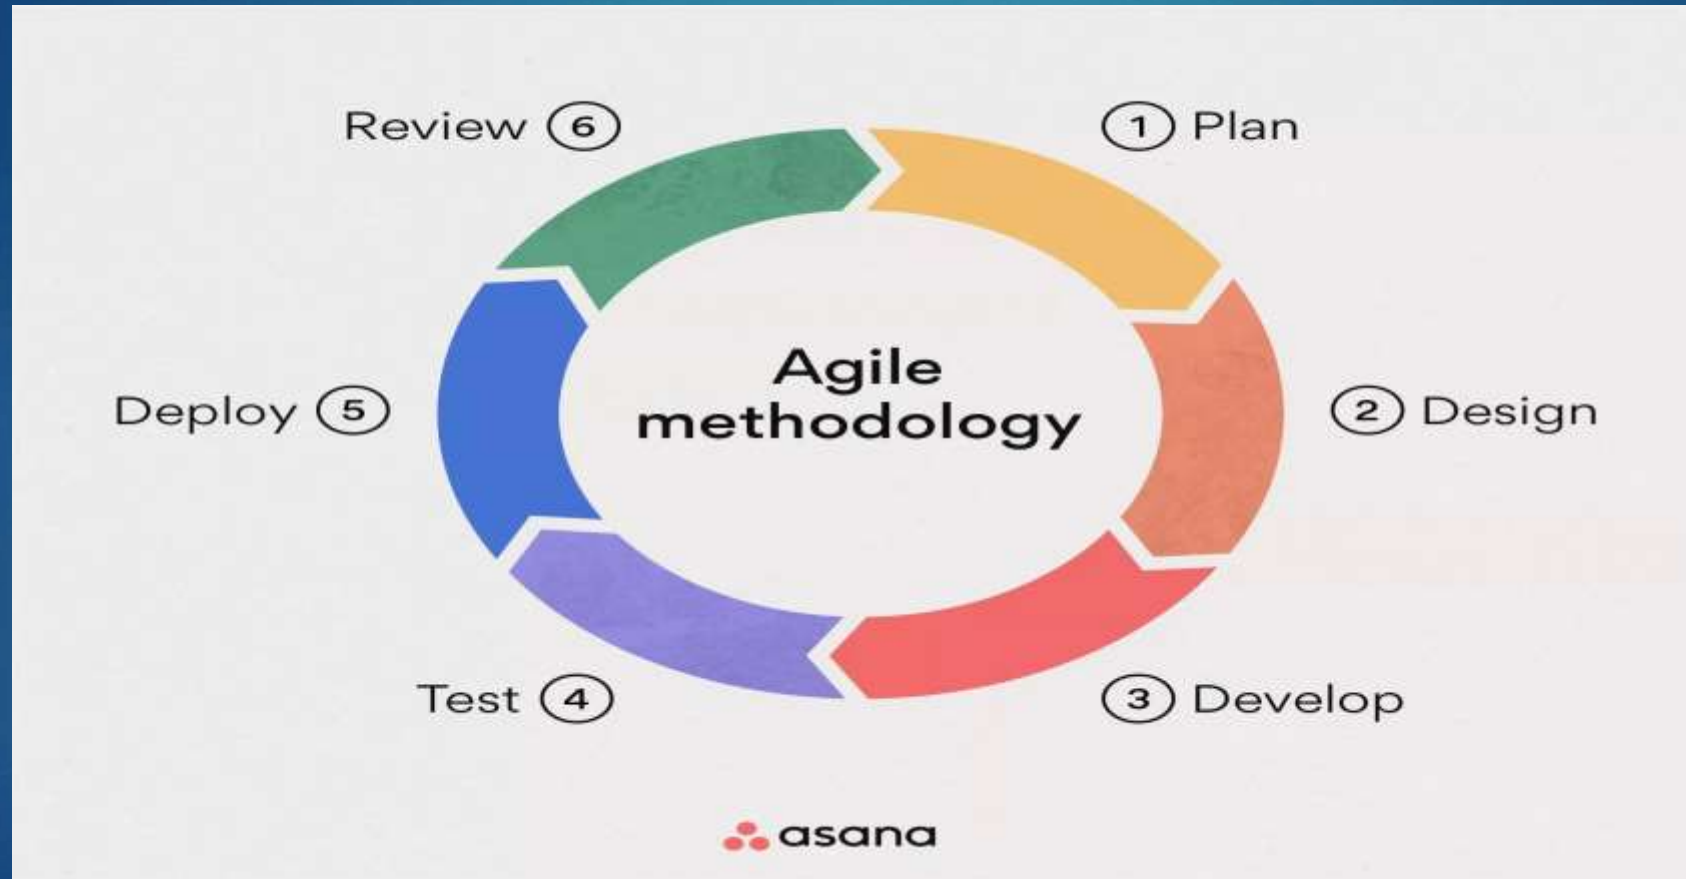 Review 6
1 Plan
Agile
methodology
Deploy 5
2 Design
Test 4
3 Develop
asana